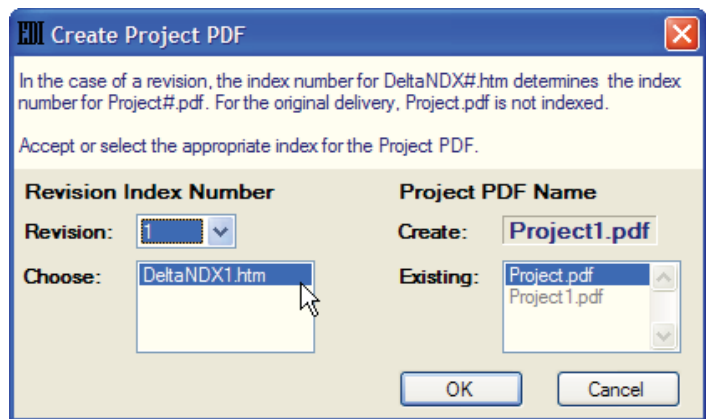 EDI Create Project PDF
In the case of a revision, the index number for DeltaNDX#.htm determines the index
number for Project#.pdf. For the original delivery, Project.pdf is not indexed.
Accept or select the appropriate index for the Project PDF.
Revision Index Number
Project PDF Name
Revision: 1
Create: Project1.pdf
Choose: DeltaNDX1.htm
Existing: Project.pdf
Project1.pdf
OK
Cancel